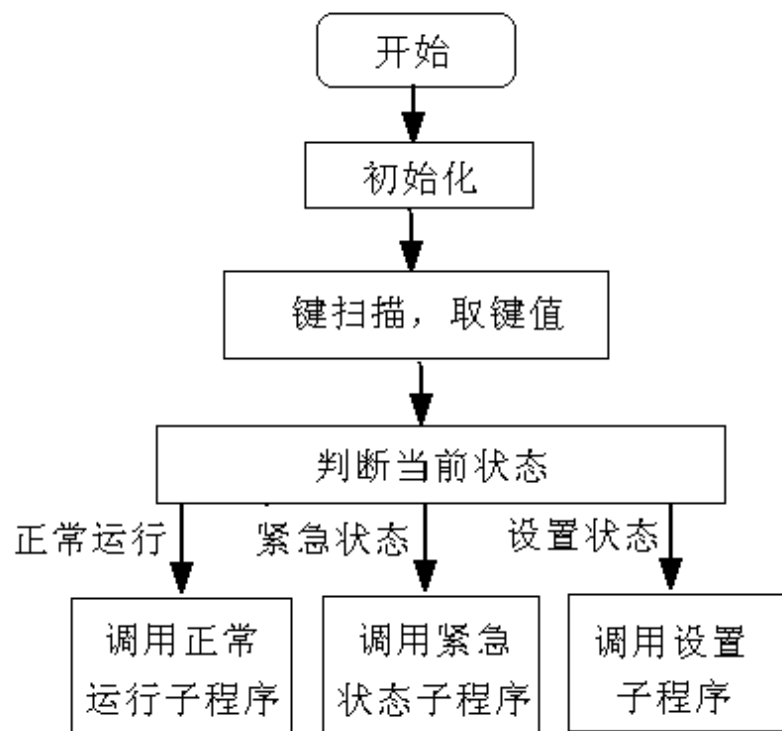 开始
初始化
键扫描，取键值
判断当前状态
正常运行
紧急状态
设置状态
调用正常
运行子程序
调用紧急
状态子程序
调用设置
子程序